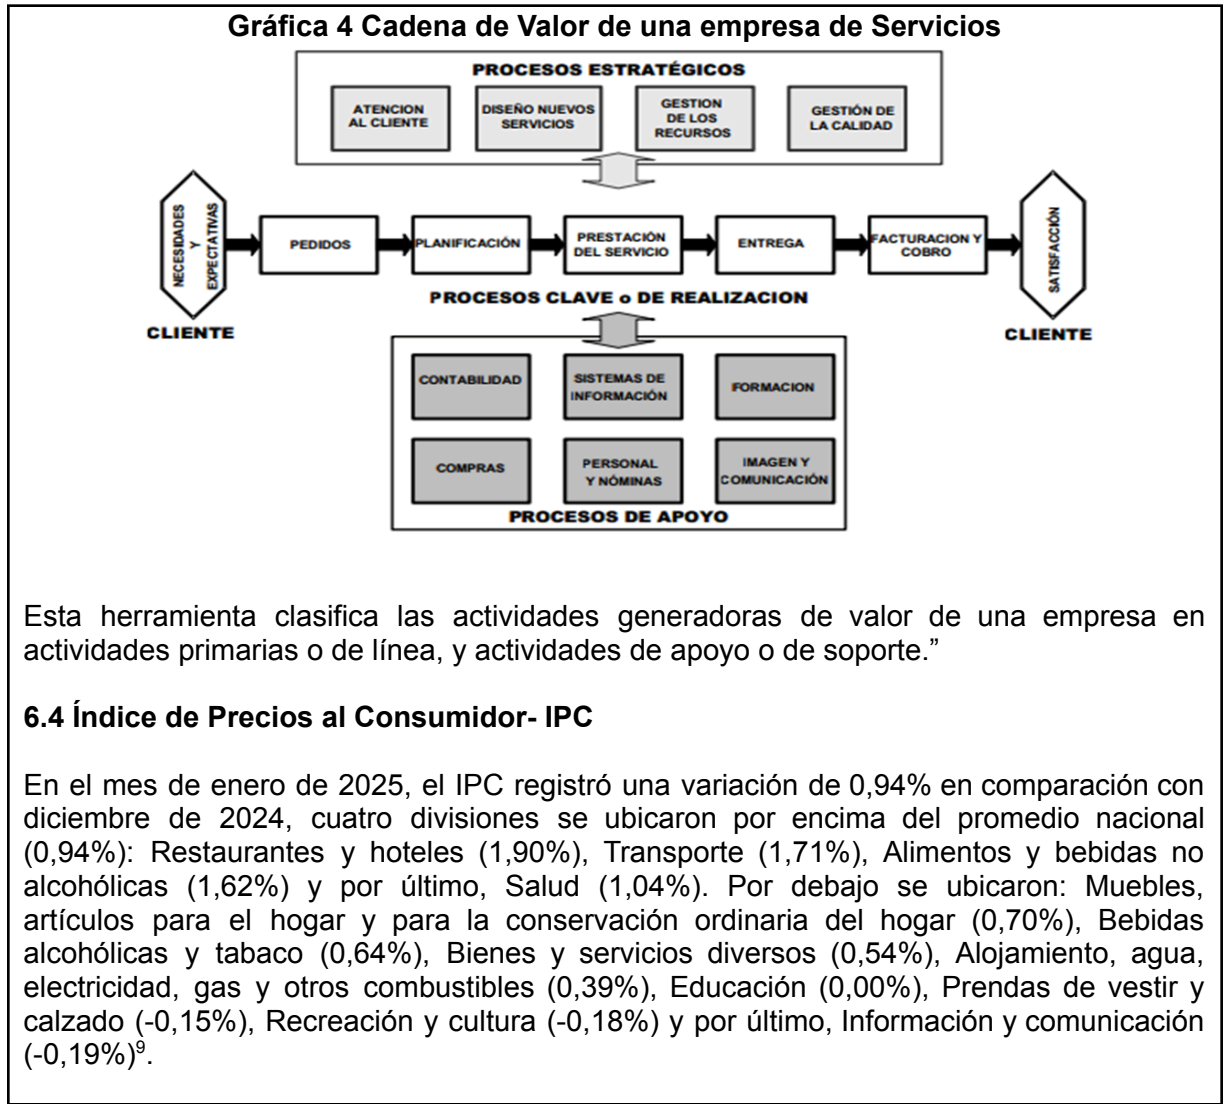 Gráfica 4 Cadena de Valor de una empresa de Servicios
PROCESOS ESTRATÉGICOS
ATENCION
AL CLIENTE
DISEÑO NUEVOS
SERVICIOS
GESTION
DE LOS
RECURSOS
GESTIÓN DE
LA CALIDAD
NECESIDADES
Y
EXPECTATIVAS
CLIENTE
PEDIDOS
PLANIFICACIÓN
PRESTACIÓN
DEL SERVICIO
ENTREGA
FACTURACION Y
COBRO
SATISFACCIÓN
CLIENTE
PROCESOS CLAVE o DE REALIZACION
CONTABILIDAD
SISTEMAS DE
INFORMACIÓN
FORMACION
COMPRAS
PERSONAL
Y NÓMINAS
IMAGEN Y
COMUNICACIÓN
PROCESOS DE APOYO
Esta herramienta clasifica las actividades generadoras de valor de una empresa en
actividades primarias o de línea, y actividades de apoyo o de soporte.”
6.4 Índice de Precios al Consumidor- IPC
En el mes de enero de 2025, el IPC registró una variación de 0,94% en comparación con
diciembre de 2024, cuatro divisiones se ubicaron por encima del promedio nacional
(0,94%): Restaurantes y hoteles (1,90%), Transporte (1,71%), Alimentos y bebidas no
alcohólicas (1,62%) y por último, Salud (1,04%). Por debajo se ubicaron: Muebles,
artículos para el hogar y para la conservación ordinaria del hogar (0,70%), Bebidas
alcohólicas y tabaco (0,64%), Bienes y servicios diversos (0,54%), Alojamiento, agua,
electricidad, gas y otros combustibles (0,39%), Educación (0,00%), Prendas de vestir y
calzado (-0,15%), Recreación y cultura (-0,18%) y por último, Información y comunicación
(-0,19%)⁹.